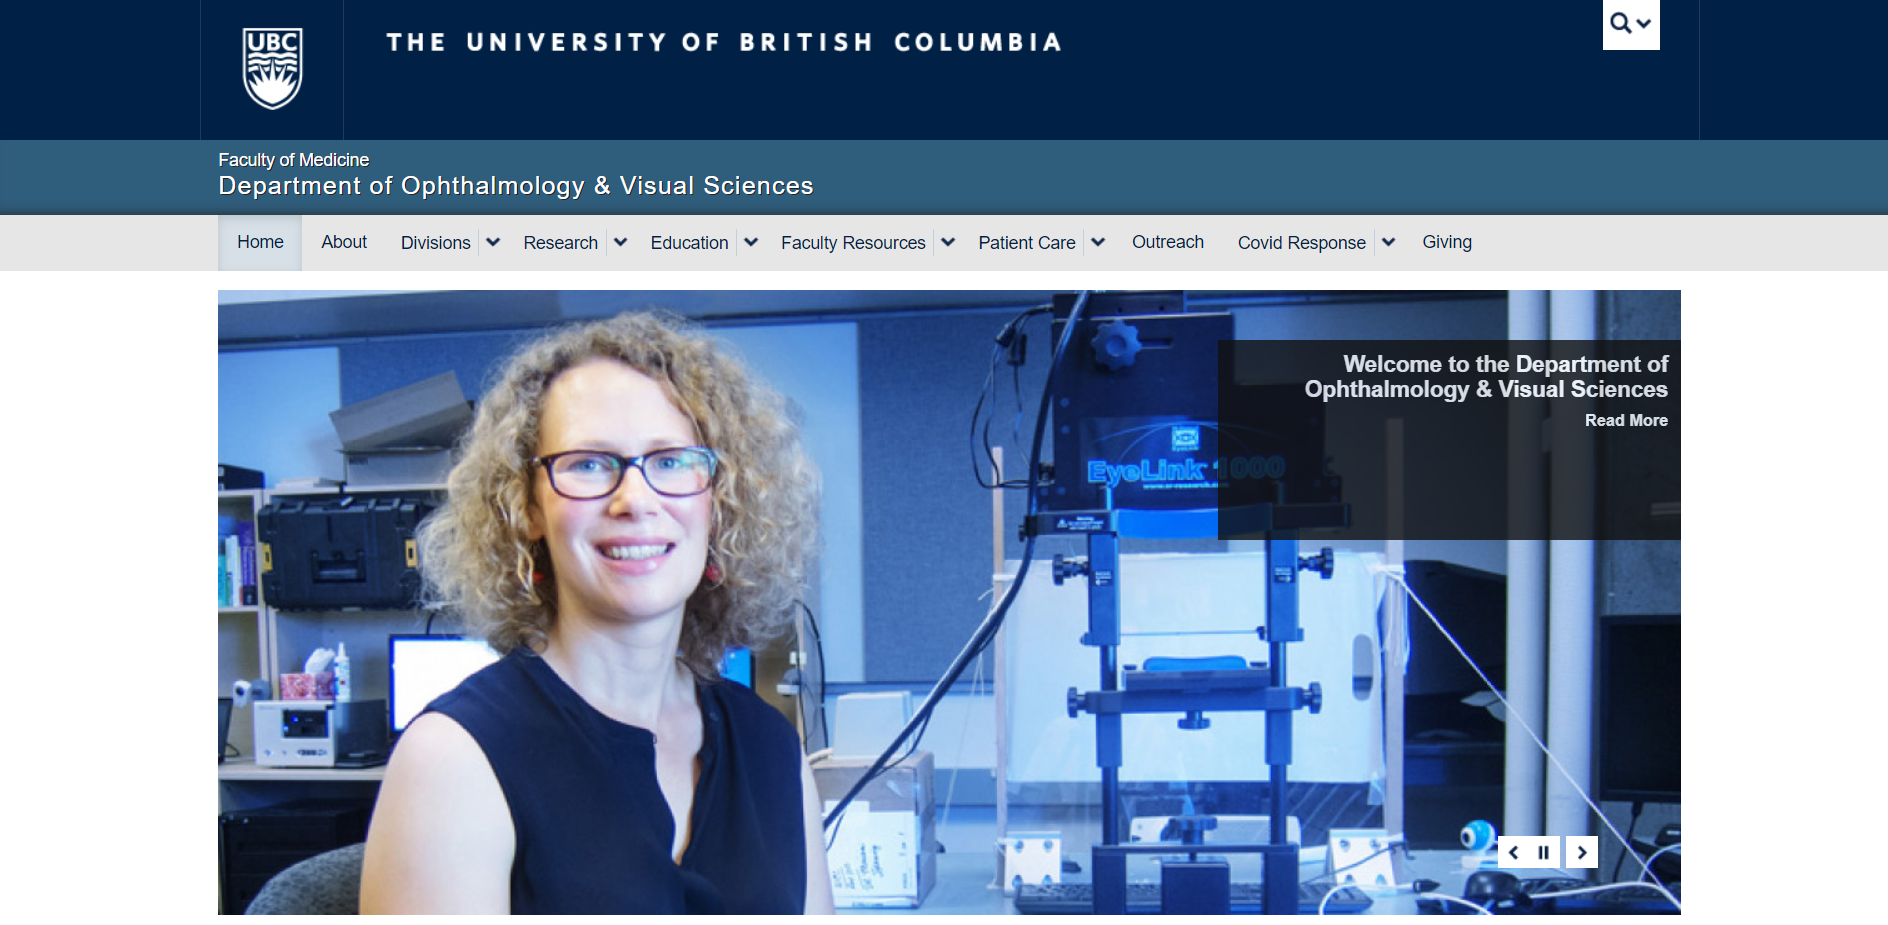 UBC
THE UNIVERSITY OF BRITISH COLUMBIA
Faculty of Medicine
Department of Ophthalmology & Visual Sciences
Home About Divisions Research Education Faculty Resources Patient Care Outreach Covid Response Giving
Welcome to the Department of
Ophthalmology & Visual Sciences
Read More
EyeLink 1000